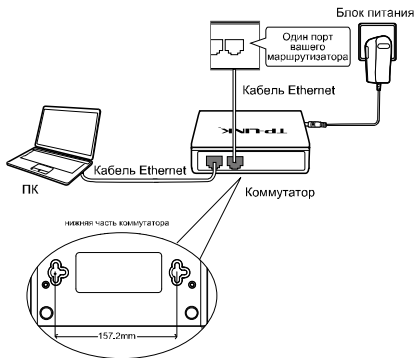 Блок питания
Один порт
вашего
маршрутизатора
Кабель Ethernet
TP-LINK
Кабель Ethernet
ПК
Коммутатор
нижняя часть коммутатора
157.2mm